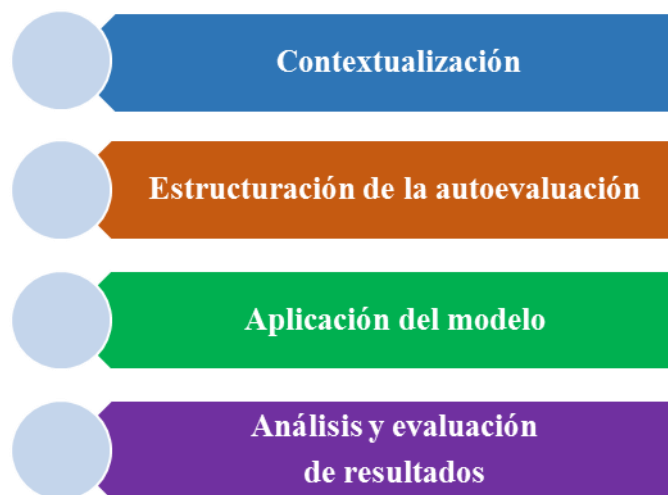 Contextualización
Estructuración de la autoevaluación
Aplicación del modelo
Análisis y evaluación
de resultados